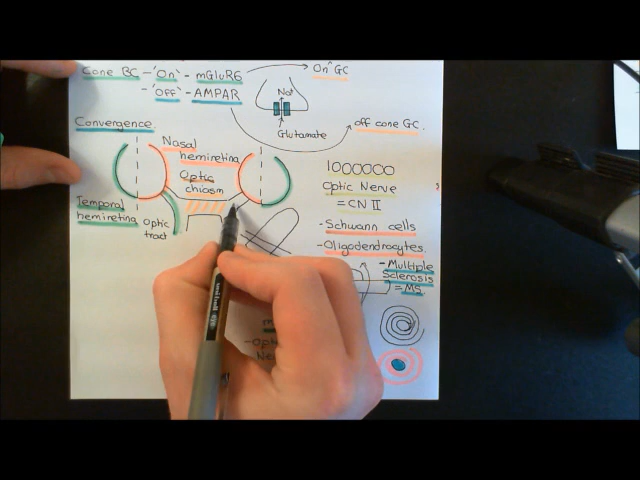 Cone BC - 'On' - mGluR6
On GC
- 'OFF' - AMPAR
Na+
Glutamate
off cone GC.
Convergence.
Nasal
hemiretina
Optic
chiasm
Temporal
hemiretina
Optic
tract
1000000
Optic Nerve
= CN II
- Schwann cells
- Oligodendrocytes.
- Multiple
Sclerosis
= MS